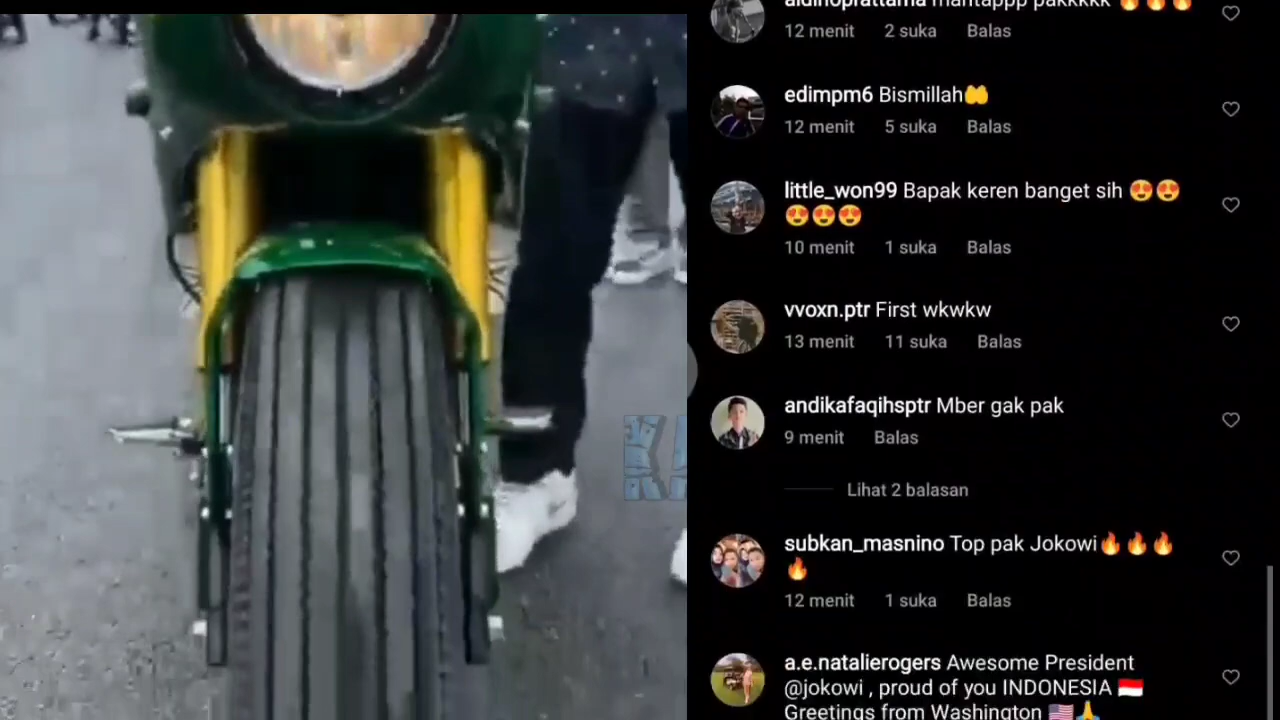 aldinoprattama mantappp pakkkkk 🔥🔥🔥
12 menit 2 suka Balas
edimpm6 Bismillah🤲
12 menit 5 suka Balas
little_won99 Bapak keren banget sih 😍😍
😍😍😍
10 menit 1 suka Balas
vvoxn.ptr First wkwkw
13 menit 11 suka Balas
andikafaqihsptr Mber gak pak
9 menit Balas
Lihat 2 balasan
subkan_masnino Top pak Jokowi🔥🔥🔥
🔥
12 menit 1 suka Balas
a.e.natalierogers Awesome President
@jokowi , proud of you INDONESIA 🇮🇩
Greetings from Washington 🇺🇸🙏